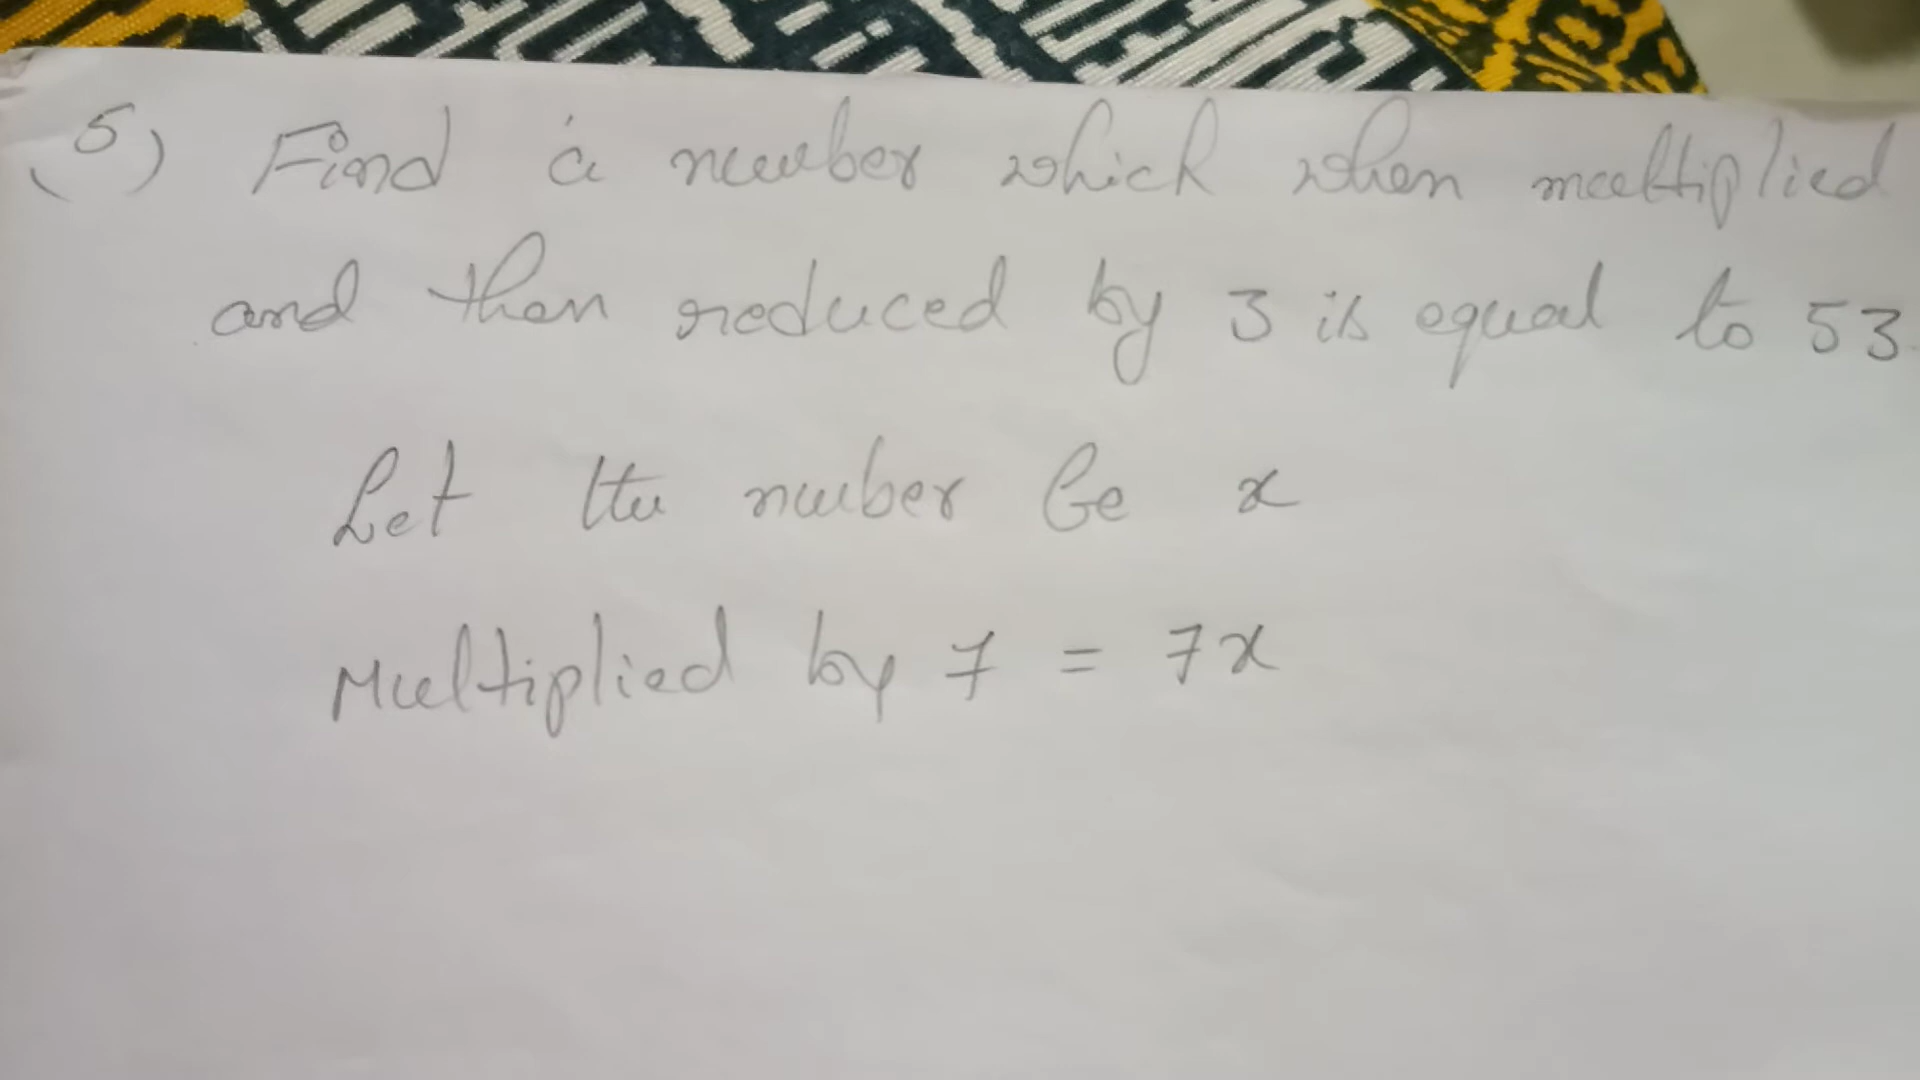 (5) Find a number which when multiplied
and then reduced by 3 is equal to 53.
Let the number be x
Multiplied by 7 = 7x